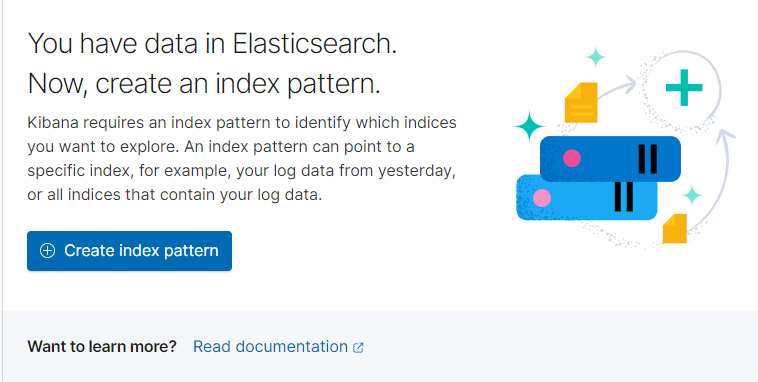 You have data in Elasticsearch.
Now, create an index pattern.
Kibana requires an index pattern to identify which indices
you want to explore. An index pattern can point to a
specific index, for example, your log data from yesterday,
or all indices that contain your log data.
Create index pattern
Want to learn more? Read documentation